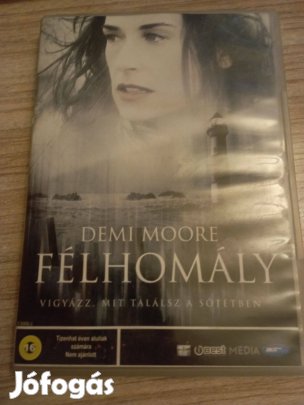 DEMI MOORE
FÉLHOMÁLY
VIGYÁZZ, MIT TALÁLSZ A SÖTÉTBEN
16
Tizenhat éven aluliak
számára
Nem ajánlott
Best MEDIA
Jófogás